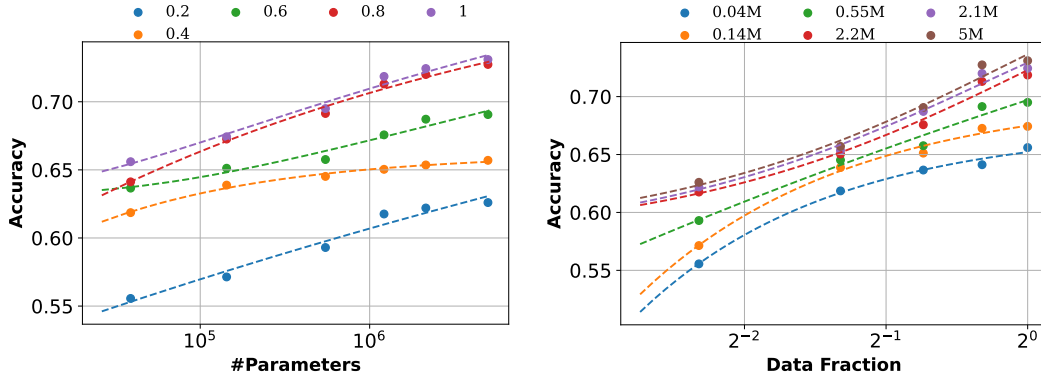 0.2 0.6 0.8 1
0.4
0.70
0.65
0.60
0.55
Accuracy
10^5 10^6
#Parameters
0.04M 0.55M 2.1M
0.14M 2.2M 5M
0.70
0.65
0.60
0.55
Accuracy
2^-2 2^-1 2^0
Data Fraction